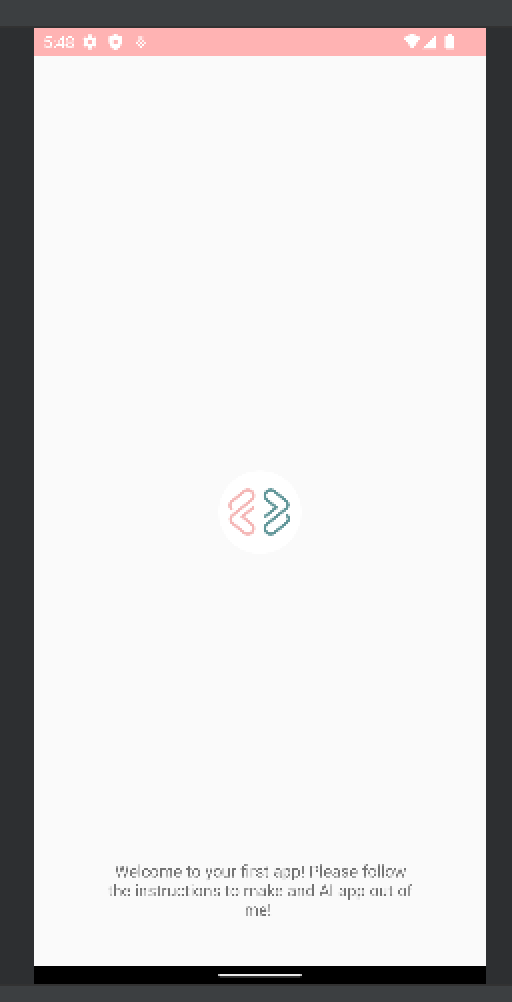 5:48
Welcome to your first app! Please follow
the instructions to make and AI app out of
me!